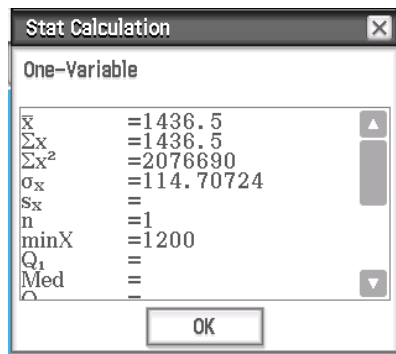 Stat Calculation
One-Variable
x̄ =1436.5
Σx =1436.5
Σx² =2076690
σx =114.70724
sx =
n =1
minX =1200
Q₁ =
Med =
OK